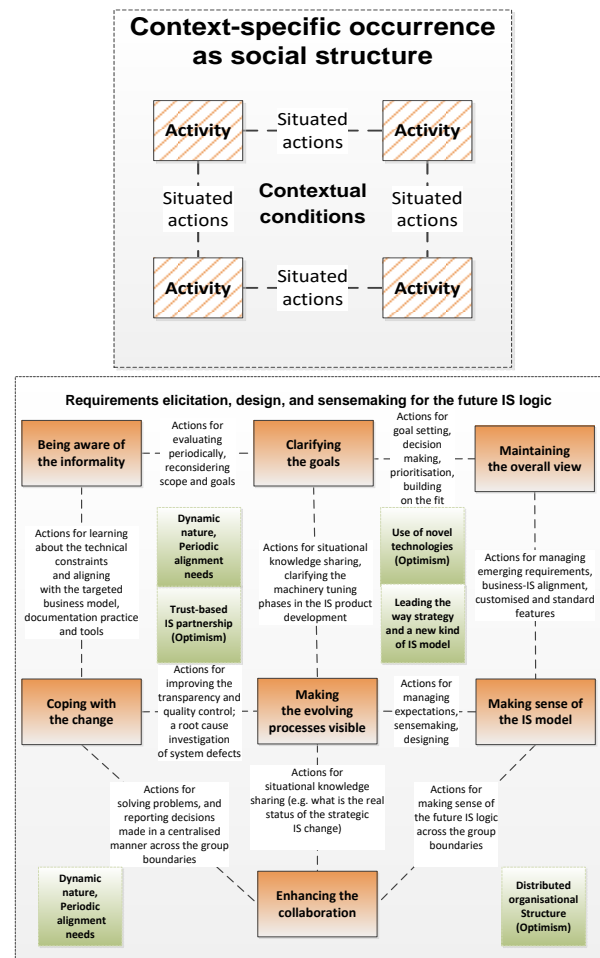 Context-specific occurrence
as social structure
Activity
Situated
actions
Activity
Situated
actions
Contextual
conditions
Situated
actions
Activity
Situated
actions
Activity
Requirements elicitation, design, and sensemaking for the future IS logic
Being aware of
the informality
Actions for
evaluating
periodically,
reconsidering
scope and goals
Clarifying
the goals
Actions for
goal setting,
decision
making,
prioritisation,
building
on the fit
Maintaining
the overall view
Actions for learning
about the technical
constraints
and aligning
with the targeted
business model,
documentation practice
and tools
Dynamic
nature,
Periodic
alignment
needs
Trust-based
IS partnership
(Optimism)
Actions for situational
knowledge sharing,
clarifying the
machinery tuning
phases in the IS product
development
Use of novel
technologies
(Optimism)
Leading the
way strategy
and a new kind
of IS model
Actions for managing
emerging requirements,
business-IS alignment,
customised and standard
features
Coping with
the change
Actions for
improving the
transparency and
quality control;
a root cause
investigation
of system defects
Making
the evolving
processes visible
Actions for
managing
expectations,
sensemaking,
designing
Making sense of
the IS model
Actions for
solving problems, and
reporting decisions
made in a centralised
manner across the group
boundaries
Actions for
situational knowledge
sharing (e.g. what is the real
status of the strategic
IS change)
Actions for
making sense
of the future IS logic
across the group
boundaries
Dynamic
nature,
Periodic
alignment
needs
Enhancing the
collaboration
Distributed
organisational
Structure
(Optimism)